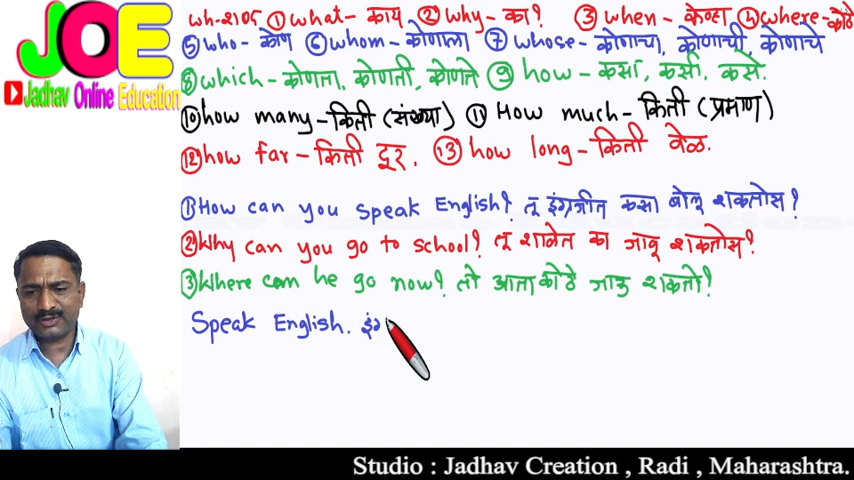 JOE
Jadhav Online Education
wh-शब्द ① what - काय ② why - का? ③ when - केव्हा ④ where - कोठे
⑤ who - कोण ⑥ whom - कोणाला ⑦ whose - कोणाचा, कोणाची, कोणाचे
⑧ which - कोणता, कोणती, कोणते ⑨ how - कसा, कशी, कसे.
⑩ how many - किती (संख्या) ⑪ How much - किती (प्रमाण)
⑫ how far - किती दूर. ⑬ how long - किती वेळ.
① How can you speak English? तू इंग्रजीत कसा बोलू शकतोस?
② Why can you go to school? तू शाळेत का जाऊ शकतोस?
③ Where can he go now? तो आता कोठे जाऊ शकतो?
Speak English. इंग्र
Studio : Jadhav Creation , Radi , Maharashtra.